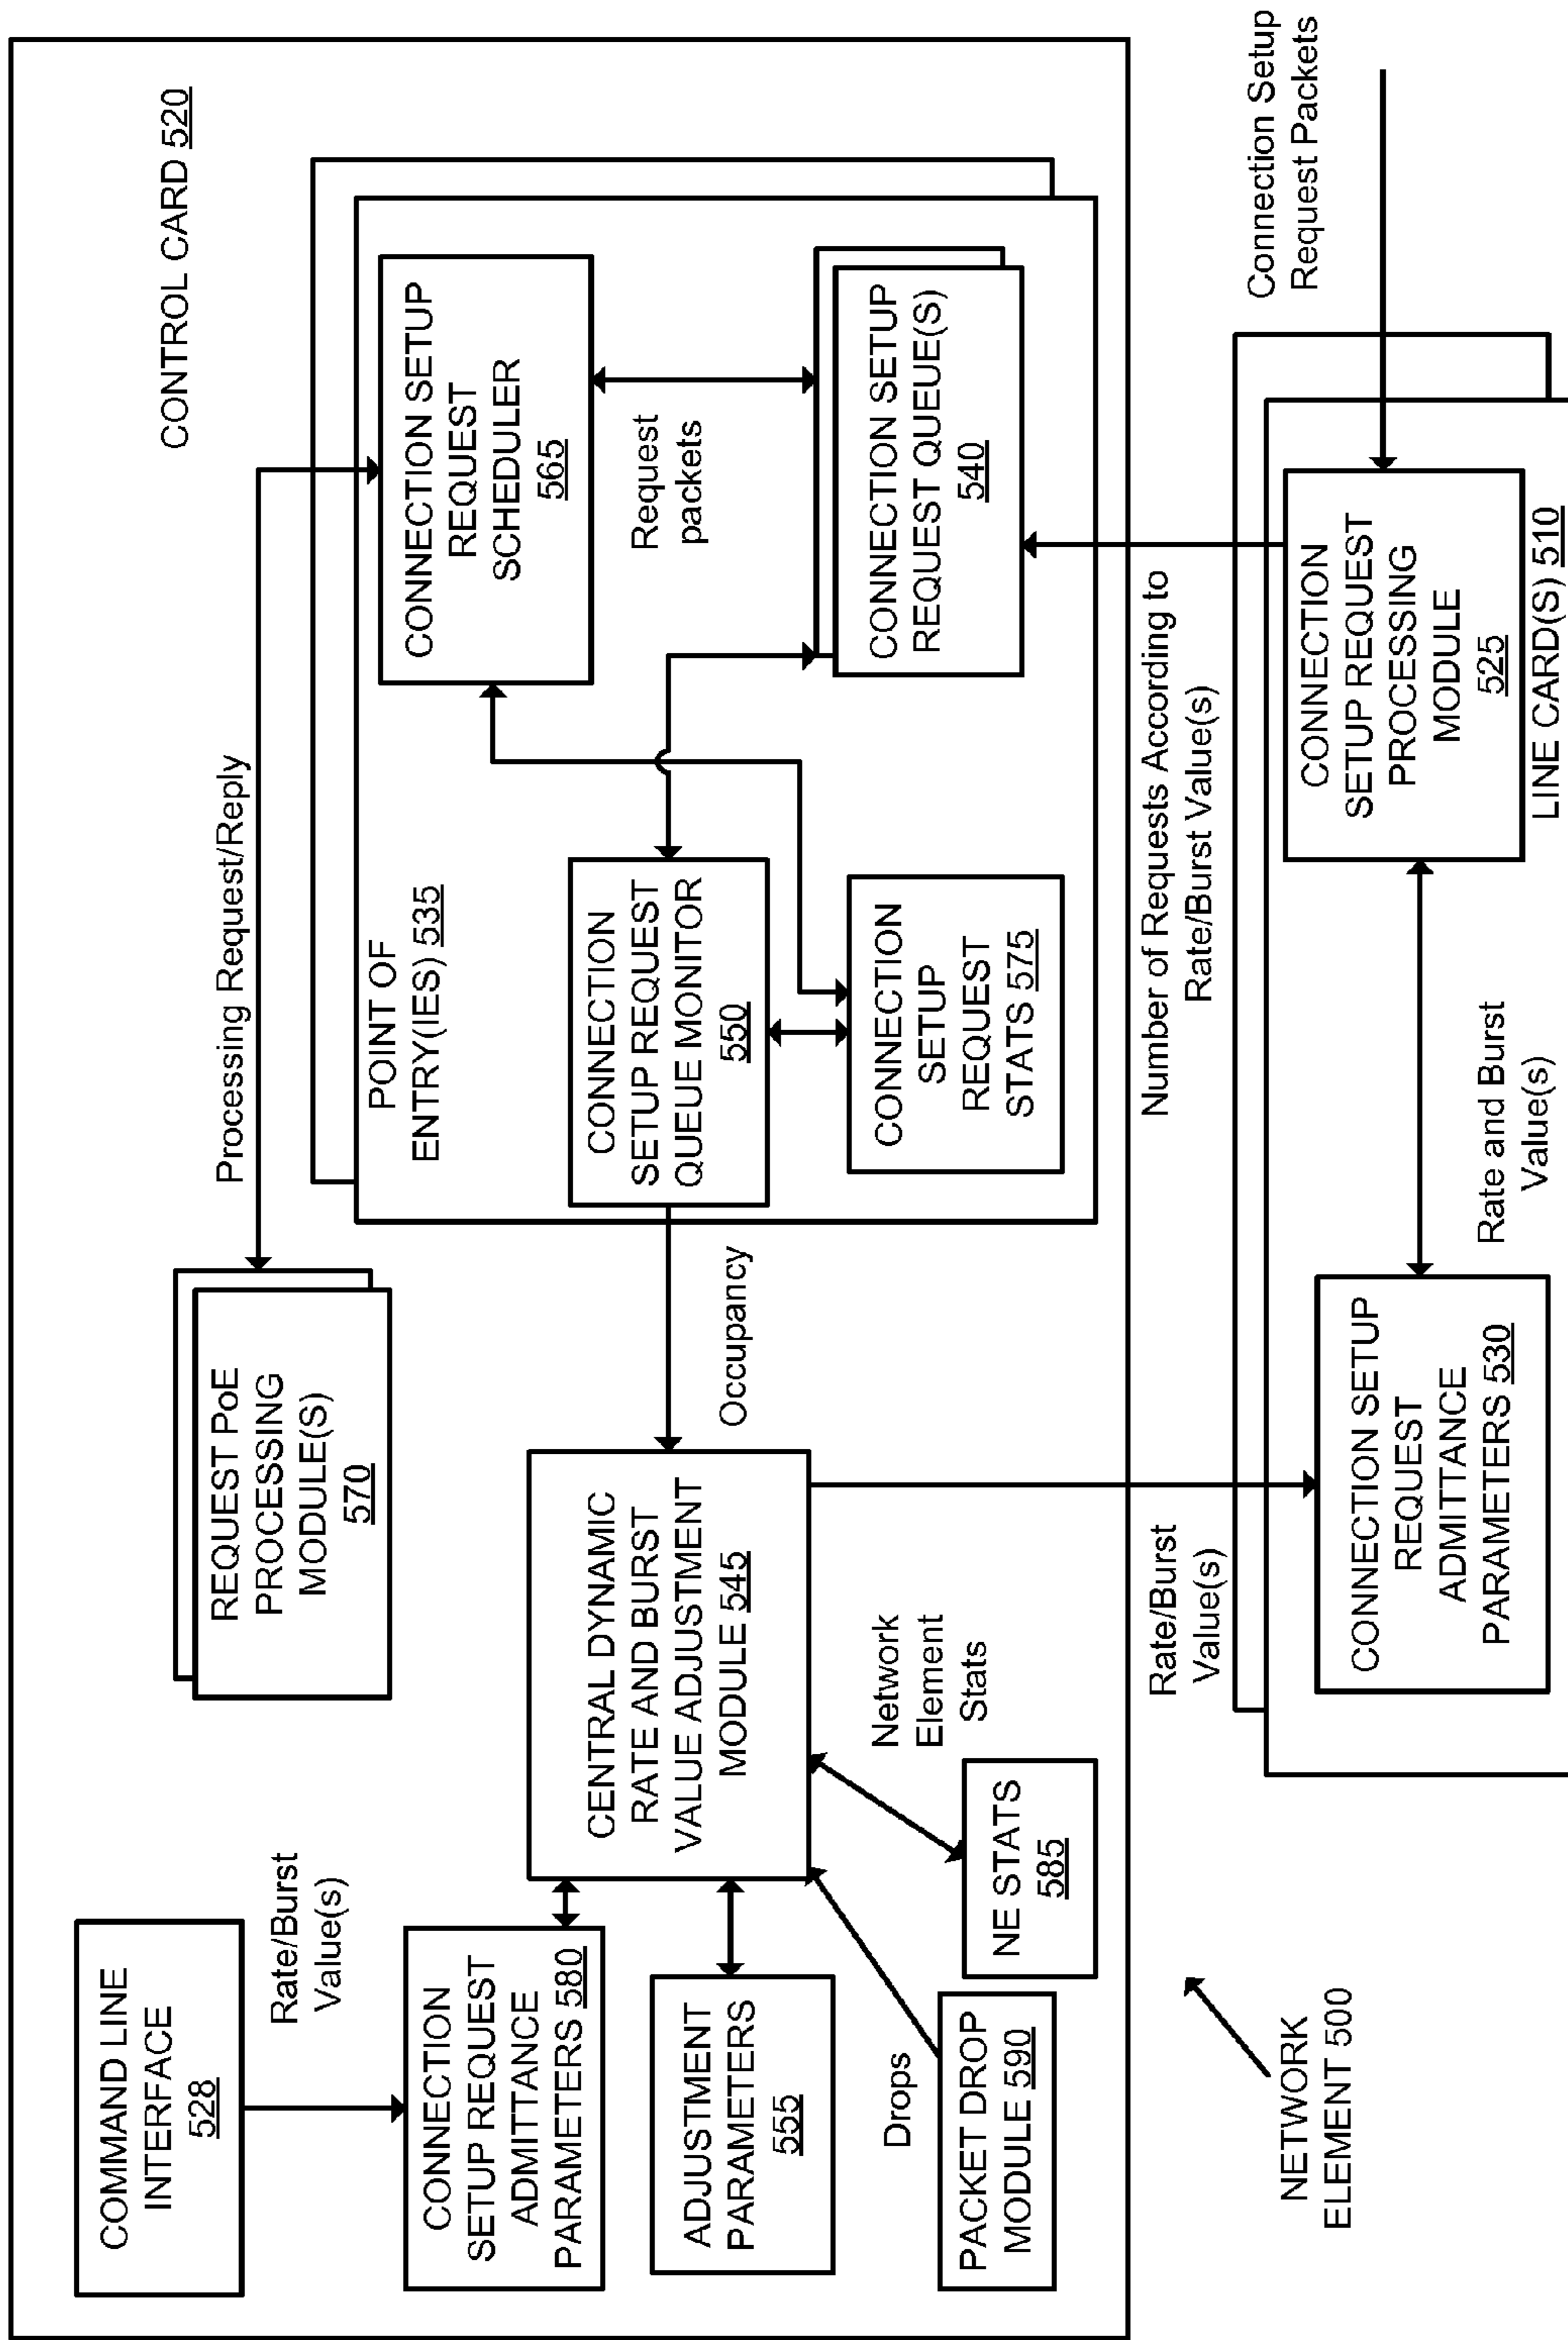 CONTROL CARD 520
COMMAND LINE
INTERFACE
528
Rate/Burst
Value(s)
CONNECTION
SETUP REQUEST
ADMITTANCE
PARAMETERS 580
ADJUSTMENT
PARAMETERS
555
Drops
PACKET DROP
MODULE 590
NE STATS
585
Network
Element
Stats
CENTRAL DYNAMIC
RATE AND BURST
VALUE ADJUSTMENT
MODULE 545
REQUEST PoE
PROCESSING
MODULE(S)
570
Processing Request/Reply
Occupancy
POINT OF
ENTRY(IES) 535
CONNECTION
SETUP REQUEST
QUEUE MONITOR
550
CONNECTION
SETUP
REQUEST
STATS 575
CONNECTION SETUP
REQUEST
SCHEDULER
565
Request
packets
CONNECTION SETUP
REQUEST QUEUE(S)
540
Rate/Burst
Value(s)
Number of Requests According to
Rate/Burst Value(s)
Connection Setup
Request Packets
CONNECTION SETUP
REQUEST
ADMITTANCE
PARAMETERS 530
Rate and Burst
Value(s)
CONNECTION
SETUP REQUEST
PROCESSING
MODULE
525
LINE CARD(S) 510
NETWORK
ELEMENT 500